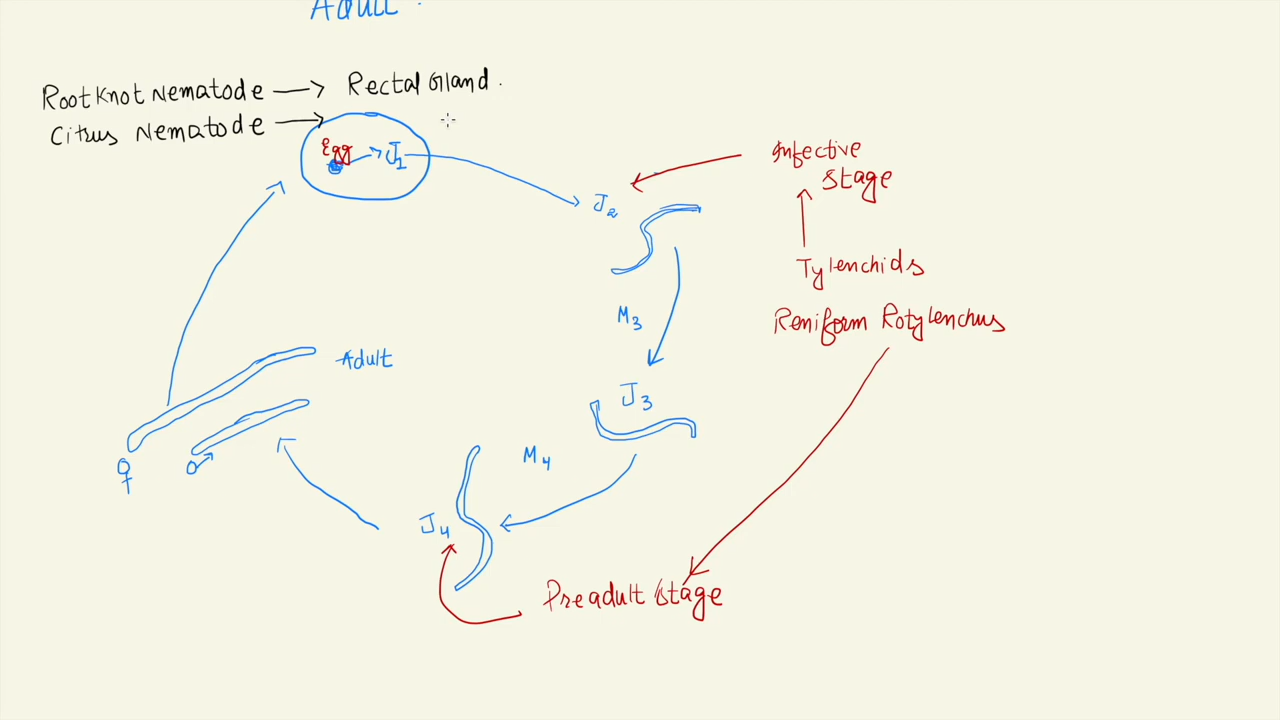 Adult.
Root Knot Nematode → Rectal Gland.
Citrus Nematode →
Egg → J1
J2
Infective
Stage
Tylenchids
Reniform Rotylenchus
M3
J3
Adult
M4
♀ ♂
J4
Preadult Stage